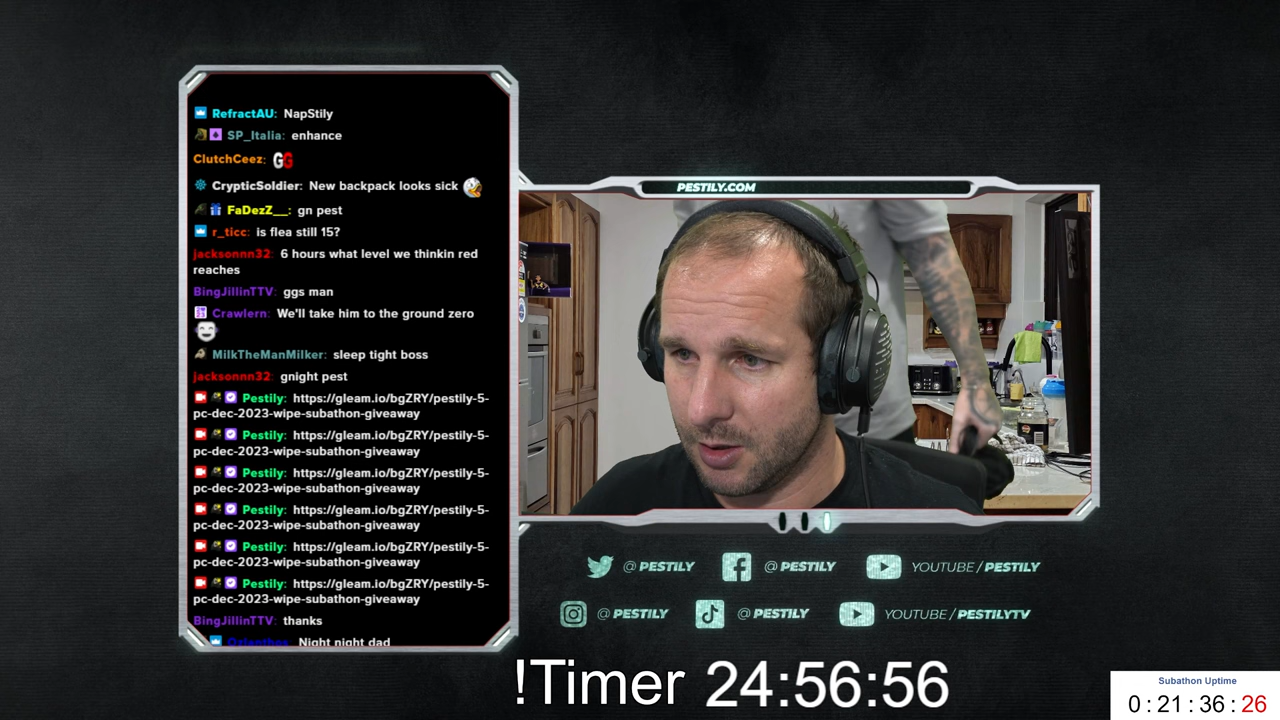 RefractAU: NapStily
SP_Italia: enhance
ClutchCeez: GG
CrypticSoldier: New backpack looks sick
FaDezZ__: gn pest
r_ticc: is flea still 15?
jacksonnn32: 6 hours what level we thinkin red
reaches
BingJillinTTV: ggs man
Crawlern: We'll take him to the ground zero
MilkTheManMilker: sleep tight boss
jacksonnn32: gnight pest
Pestily: https://gleam.io/bgZRY/pestily-5-
pc-dec-2023-wipe-subathon-giveaway
Pestily: https://gleam.io/bgZRY/pestily-5-
pc-dec-2023-wipe-subathon-giveaway
Pestily: https://gleam.io/bgZRY/pestily-5-
pc-dec-2023-wipe-subathon-giveaway
Pestily: https://gleam.io/bgZRY/pestily-5-
pc-dec-2023-wipe-subathon-giveaway
Pestily: https://gleam.io/bgZRY/pestily-5-
pc-dec-2023-wipe-subathon-giveaway
Pestily: https://gleam.io/bgZRY/pestily-5-
pc-dec-2023-wipe-subathon-giveaway
BingJillinTTV: thanks
Night night dad
PESTILY.COM
@PESTILY
@PESTILY
YOUTUBE/PESTILY
@PESTILY
@PESTILY
YOUTUBE/PESTILYTV
!Timer 24:56:56
Subathon Uptime
0:21:36:26